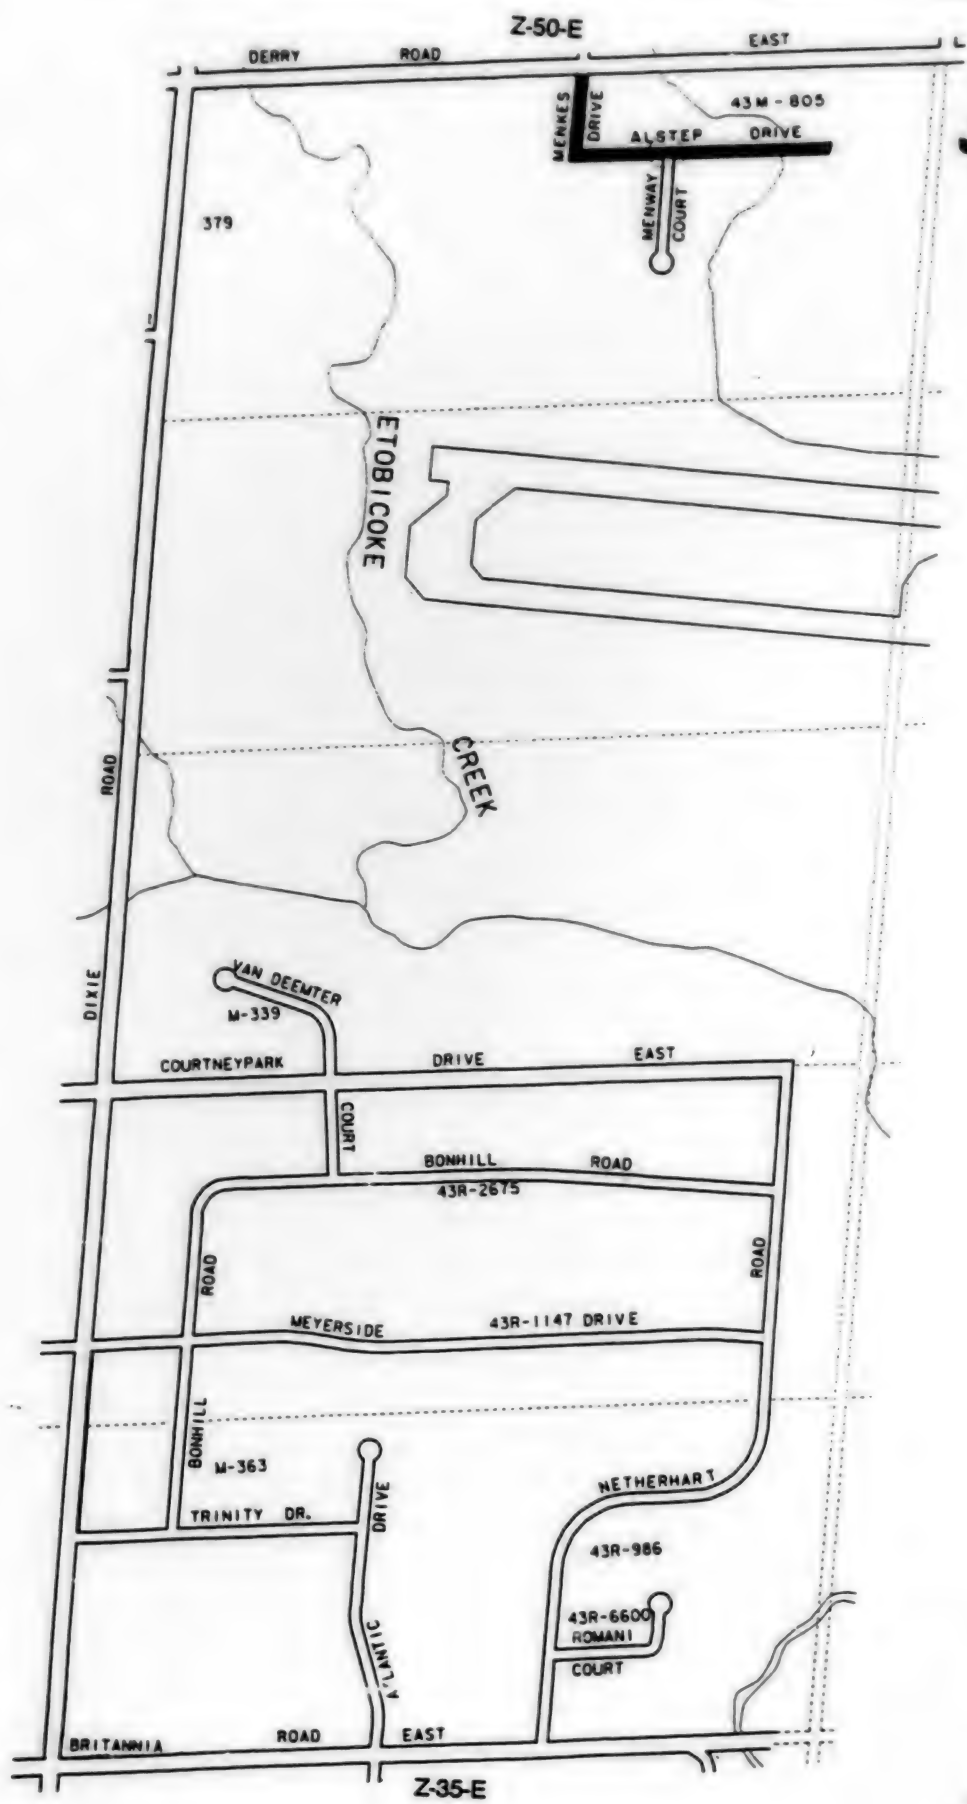 Z-50-E
DERRY ROAD EAST
MENKES DRIVE
43M-805
ALSTEP DRIVE
MENWAY COURT
379
ETOBICOKE CREEK
DIXIE ROAD
VAN DEEMTER
M-339
COURTNEYPARK DRIVE EAST
COURT
BONHILL ROAD
43R-2675
ROAD
ROAD
MEYERSIDE 43R-1147 DRIVE
BONHILL
M-363
NETHERHART
TRINITY DR.
DRIVE
43R-986
43R-6600
ROMANI
COURT
ATLANTIC
BRITANNIA ROAD EAST
Z-35-E